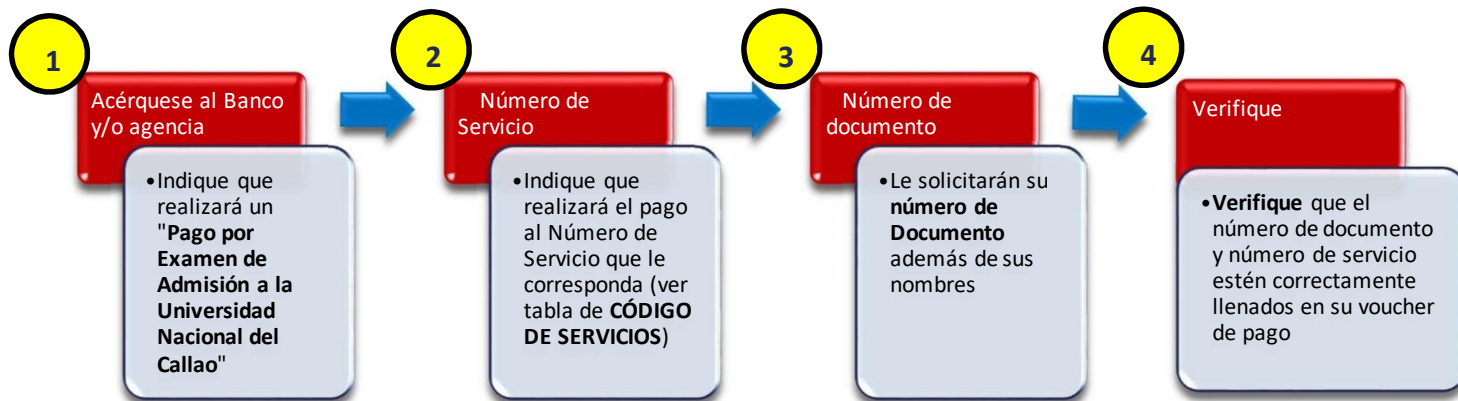 1
Acérquese al Banco
y/o agencia
•Indique que
realizará un
"Pago por
Examen de
Admisión a la
Universidad
Nacional del
Callao"
2
Número de
Servicio
•Indique que
realizará el pago
al Número de
Servicio que le
corresponda (ver
tabla de CÓDIGO
DE SERVICIOS)
3
Número de
documento
•Le solicitarán su
número de
Documento
además de sus
nombres
4
Verifique
•Verifique que el
número de documento
y número de servicio
estén correctamente
llenados en su voucher
de pago